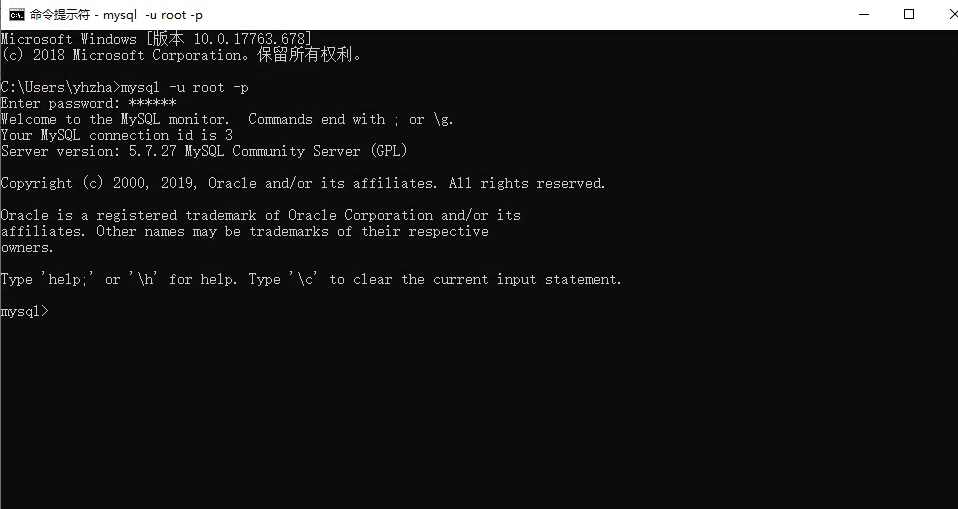 命令提示符 - mysql  -u root -p
Microsoft Windows [版本 10.0.17763.678]
(c) 2018 Microsoft Corporation。保留所有权利。
C:\Users\yhzha>mysql -u root -p
Enter password: ******
Welcome to the MySQL monitor.  Commands end with ; or \g.
Your MySQL connection id is 3
Server version: 5.7.27 MySQL Community Server (GPL)
Copyright (c) 2000, 2019, Oracle and/or its affiliates. All rights reserved.
Oracle is a registered trademark of Oracle Corporation and/or its
affiliates. Other names may be trademarks of their respective
owners.
Type 'help;' or '\h' for help. Type '\c' to clear the current input statement.
mysql>